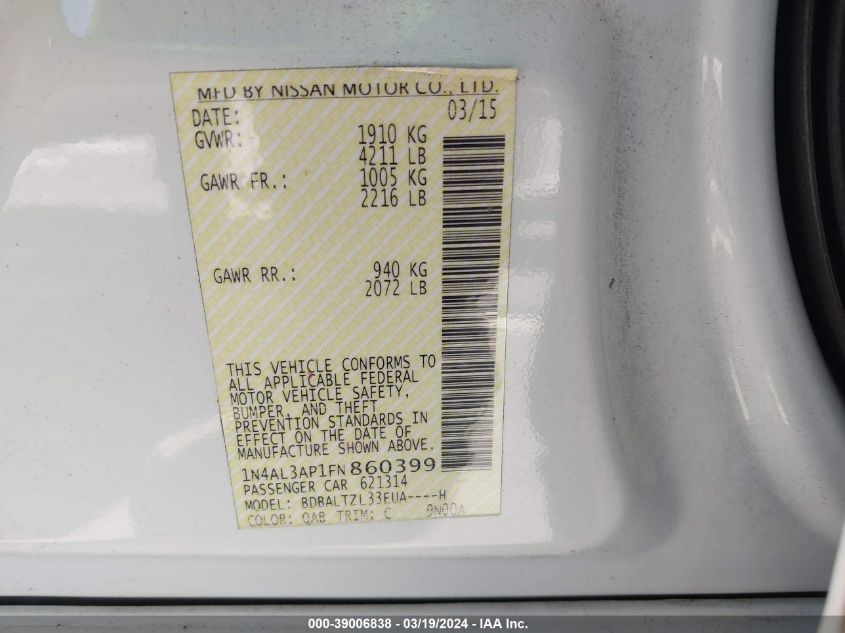 MFD BY NISSAN MOTOR CO., LTD.
DATE: 03/15
GVWR: 1910 KG
4211 LB
GAWR FR.: 1005 KG
2216 LB
GAWR RR.: 940 KG
2072 LB
THIS VEHICLE CONFORMS TO
ALL APPLICABLE FEDERAL
MOTOR VEHICLE SAFETY,
BUMPER, AND THEFT
PREVENTION STANDARDS IN
EFFECT ON THE DATE OF
MANUFACTURE SHOWN ABOVE.
1N4AL3AP1FN860399
PASSENGER CAR 621314
MODEL: BDBALTZL33EUA----H
COLOR: QAB TRIM: C 9N00A
000-39006838 - 03/19/2024 - IAA Inc.